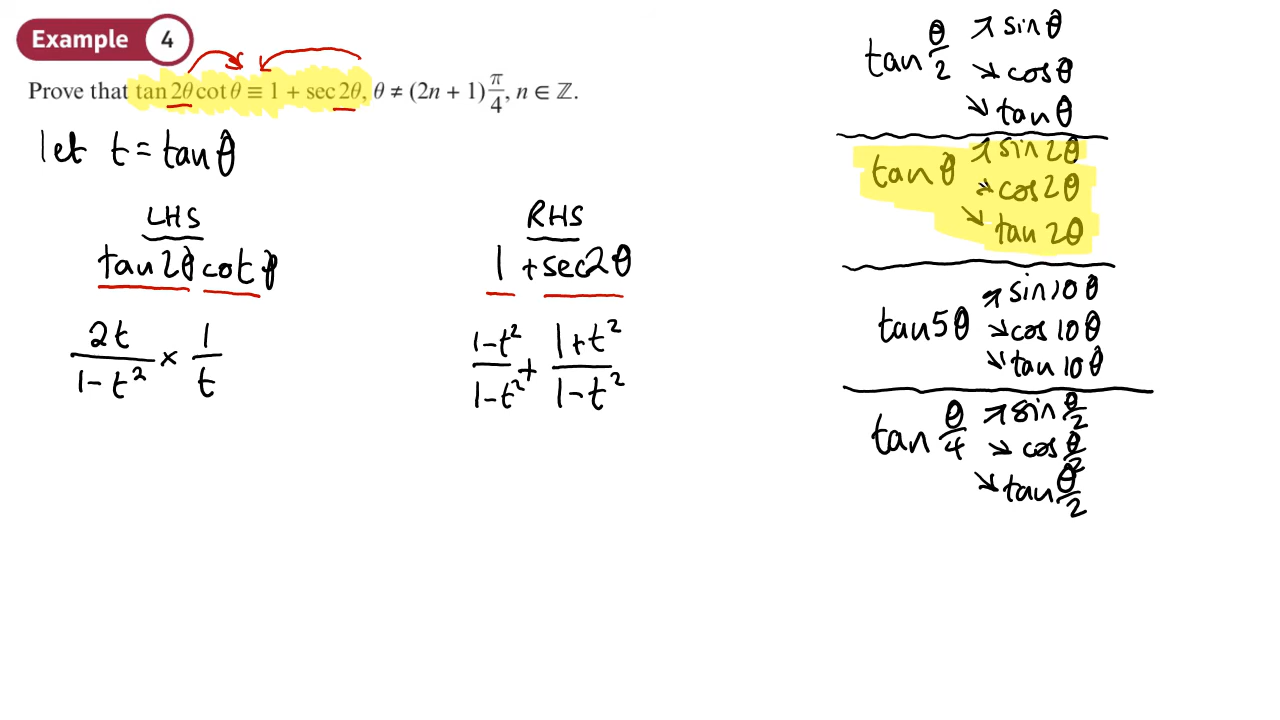 Example 4
Prove that tan 2θ cot θ ≡ 1 + sec 2θ, θ ≠ (2n + 1) π/4, n ∈ ℤ.
let t = tan θ
LHS
tan 2θ cot θ
2t/(1 - t²) × 1/t
RHS
1 + sec2θ
(1-t²)/(1-t²) + (1+t²)/(1-t²)
tan θ/2 ↗ sin θ
↘ cos θ
↘ tan θ
tan θ ↗ sin 2θ
↘ cos 2θ
↘ tan 2θ
tan 5θ ↗ sin 10θ
↘ cos 10θ
↘ tan 10θ
tan θ/4 ↗ sin θ/2
↘ cos θ/2
↘ tan θ/2